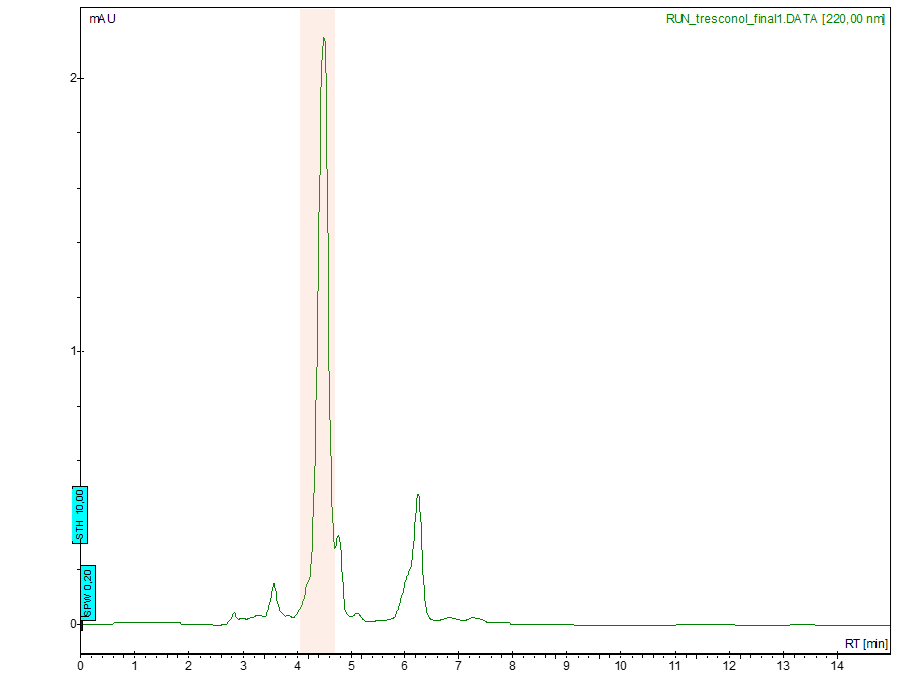 mAU
RUN_tresconol_final1.DATA [220,00 nm]
2
1
STH 10,00
SPW 0,20
0
RT [min]
0 1 2 3 4 5 6 7 8 9 10 11 12 13 14